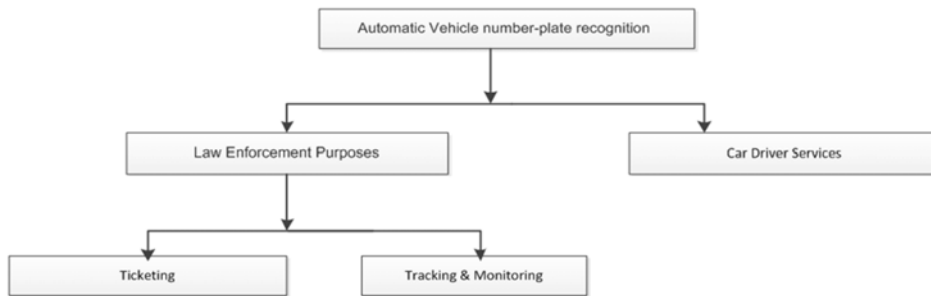 Automatic Vehicle number-plate recognition
Law Enforcement Purposes
Car Driver Services
Ticketing
Tracking & Monitoring